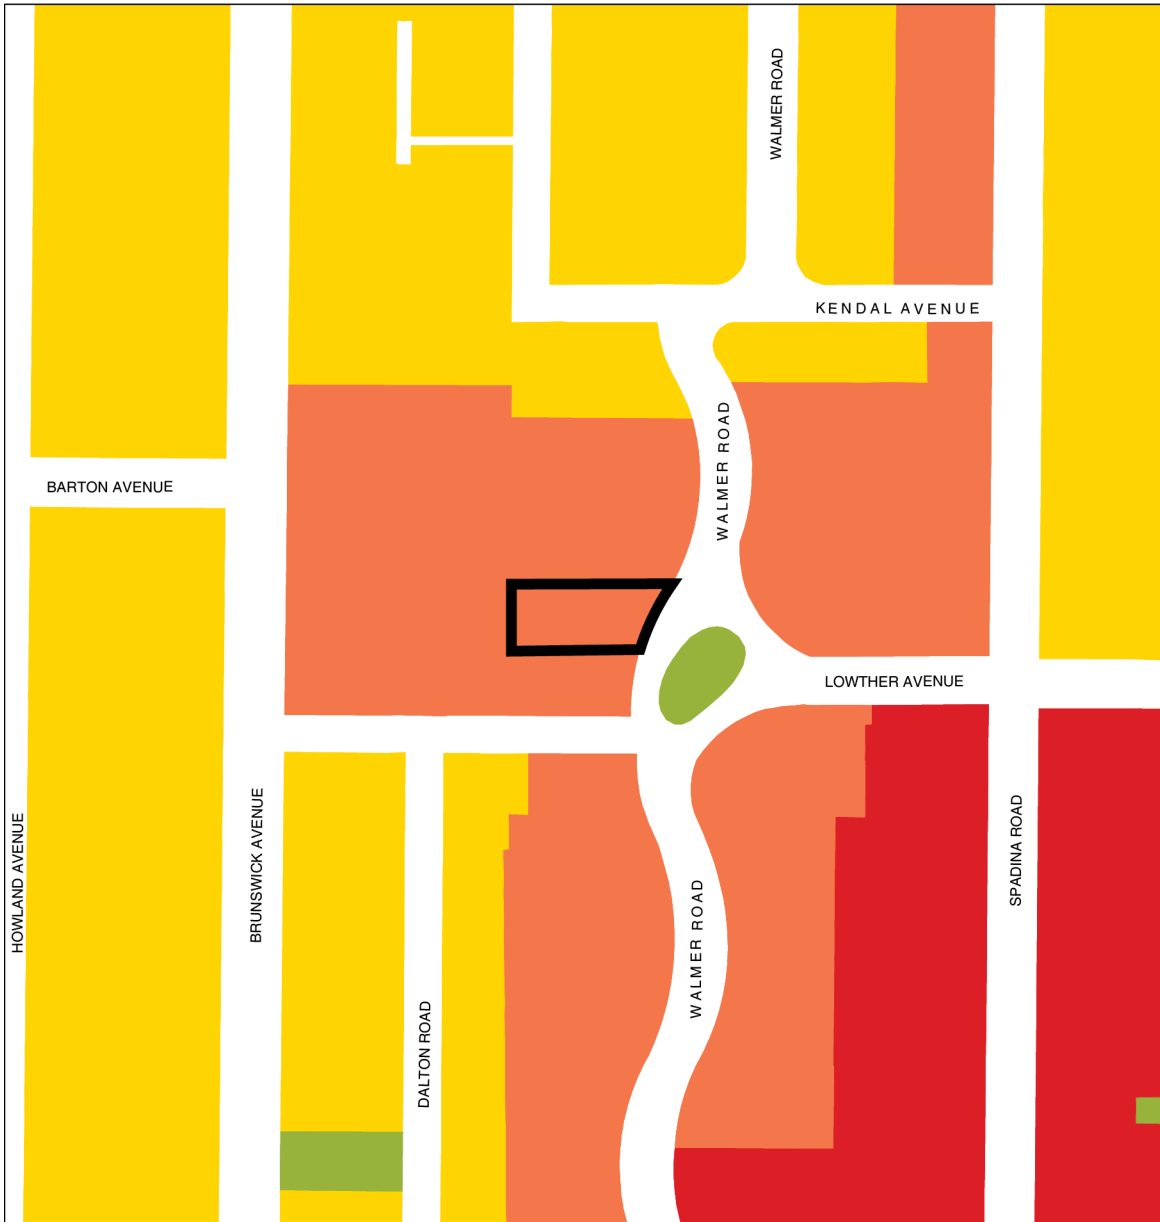 WALMER ROAD
KENDAL AVENUE
WALMER ROAD
BARTON AVENUE
LOWTHER AVENUE
HOWLAND AVENUE
BRUNSWICK AVENUE
SPADINA ROAD
WALMER ROAD
DALTON ROAD